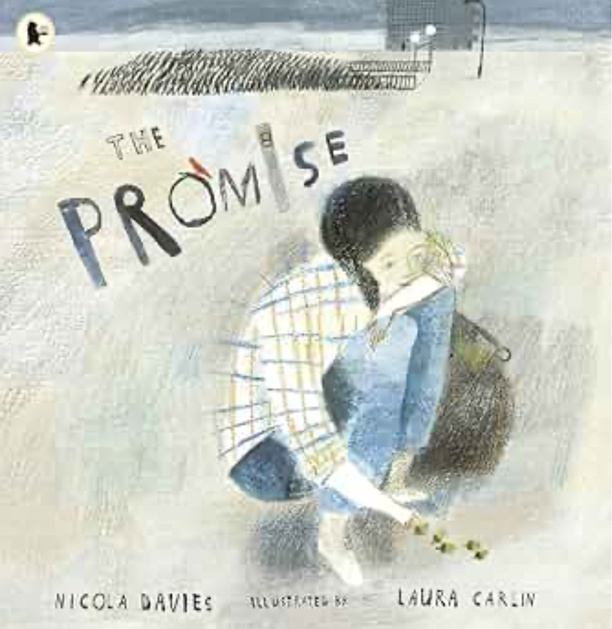 THE
PROMISE
NICOLA DAVIES ILLUSTRATED BY LAURA CARLIN